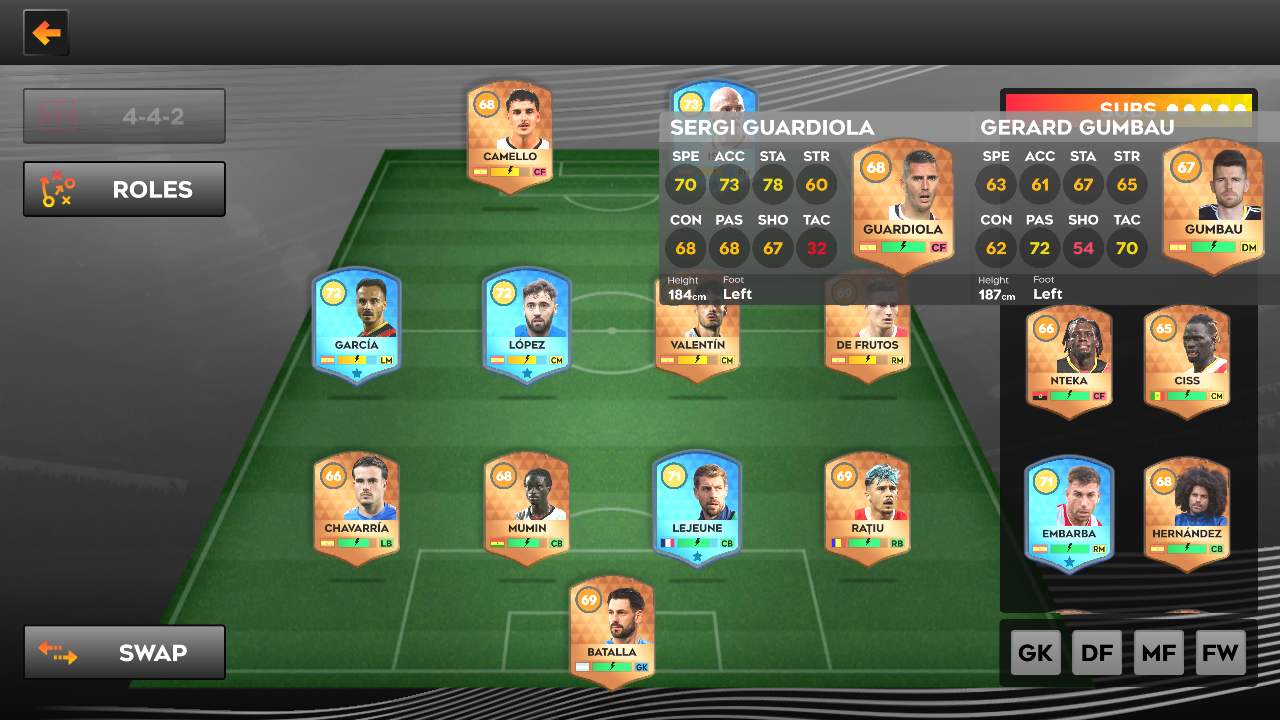 4-4-2
ROLES
SWAP
68
CAMELLO
CF
73
SUBS
SERGI GUARDIOLA
SPE ACC STA STR
70 73 78 60
CON PAS SHO TAC
68 68 67 32
Height Foot
184cm Left
68
GUARDIOLA
CF
GERARD GUMBAU
SPE ACC STA STR
63 61 67 65
CON PAS SHO TAC
62 72 54 70
Height Foot
187cm Left
67
GUMBAU
DM
72
GARCÍA
LM
72
LÓPEZ
CM
VALENTÍN
CM
69
DE FRUTOS
RM
66
NTEKA
CF
65
CISS
CM
66
CHAVARRÍA
LB
68
MUMIN
CB
71
LEJEUNE
CB
69
RAȚIU
RB
71
EMBARBA
RM
68
HERNÁNDEZ
CB
69
BATALLA
GK
GK DF MF FW